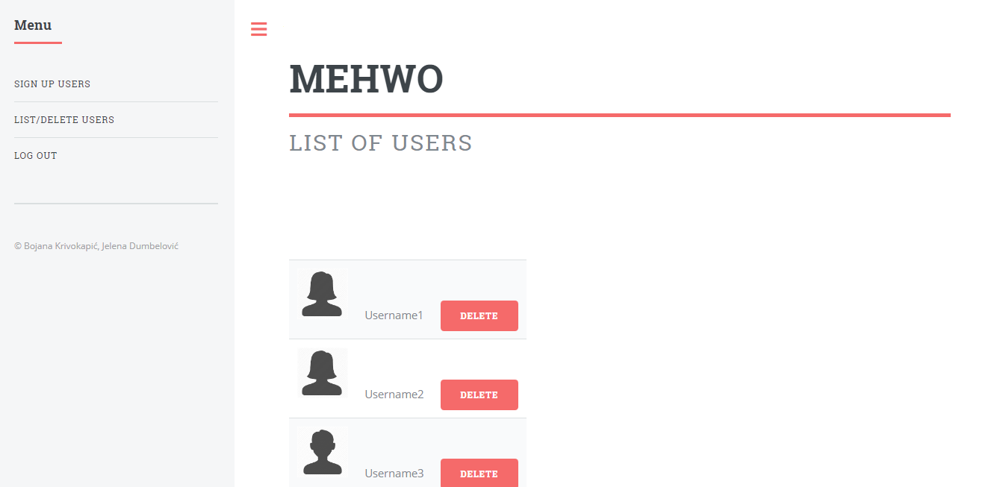 Menu
SIGN UP USERS
LIST/DELETE USERS
LOG OUT
© Bojana Krivokapić, Jelena Dumbelović
MEHWO
LIST OF USERS
Username1 DELETE
Username2 DELETE
Username3 DELETE